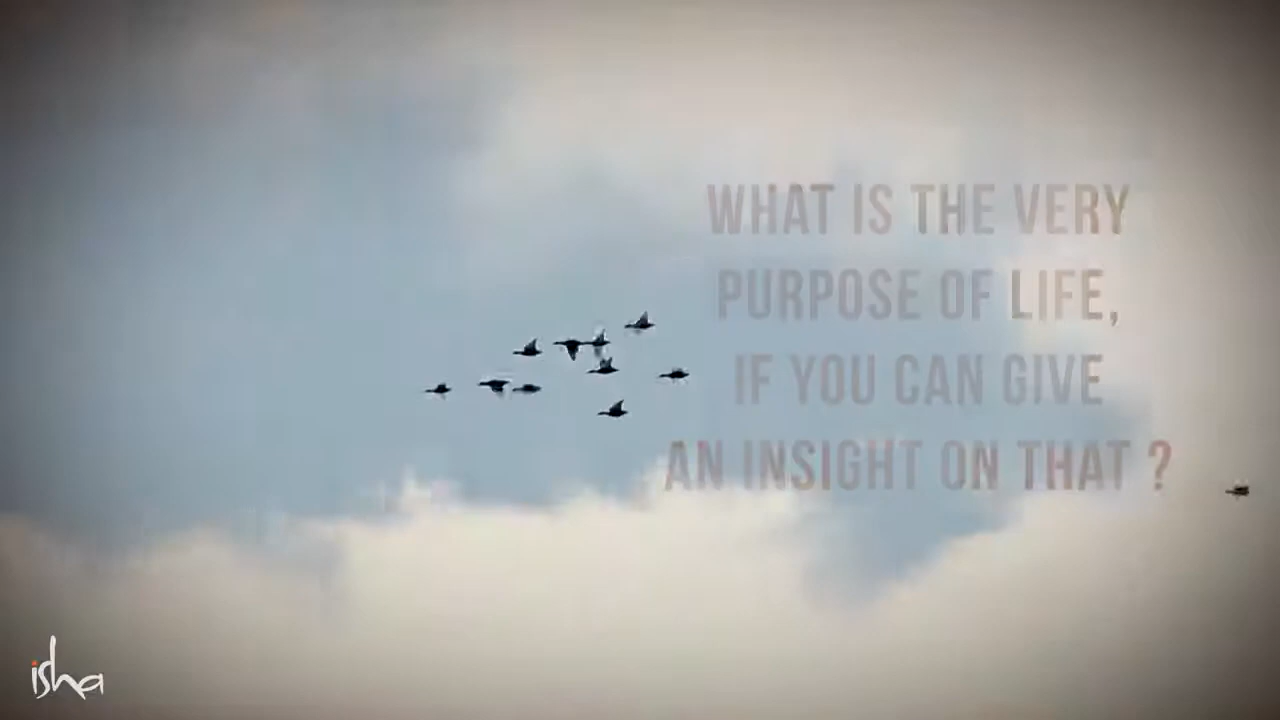 WHAT IS THE VERY
PURPOSE OF LIFE,
IF YOU CAN GIVE
AN INSIGHT ON THAT ?
isha